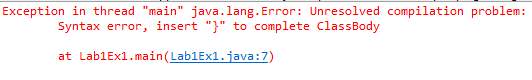 Exception in thread "main" java.lang.Error: Unresolved compilation problem:
Syntax error, insert "}" to complete ClassBody
at Lab1Ex1.main(Lab1Ex1.java:7)